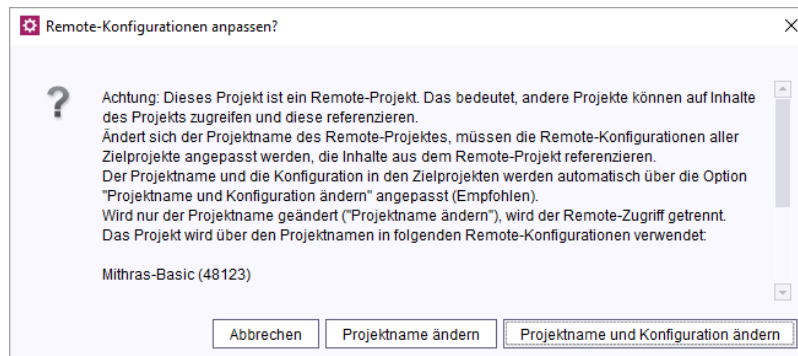 Remote-Konfigurationen anpassen?
Achtung: Dieses Projekt ist ein Remote-Projekt. Das bedeutet, andere Projekte können auf Inhalte
des Projekts zugreifen und diese referenzieren.
Ändert sich der Projektname des Remote-Projektes, müssen die Remote-Konfigurationen aller
Zielprojekte angepasst werden, die Inhalte aus dem Remote-Projekt referenzieren.
Der Projektname und die Konfiguration in den Zielprojekten werden automatisch über die Option
"Projektname und Konfiguration ändern" angepasst (Empfohlen).
Wird nur der Projektname geändert ("Projektname ändern"), wird der Remote-Zugriff getrennt.
Das Projekt wird über den Projektnamen in folgenden Remote-Konfigurationen verwendet:
Mithras-Basic (48123)
Abbrechen Projektname ändern Projektname und Konfiguration ändern